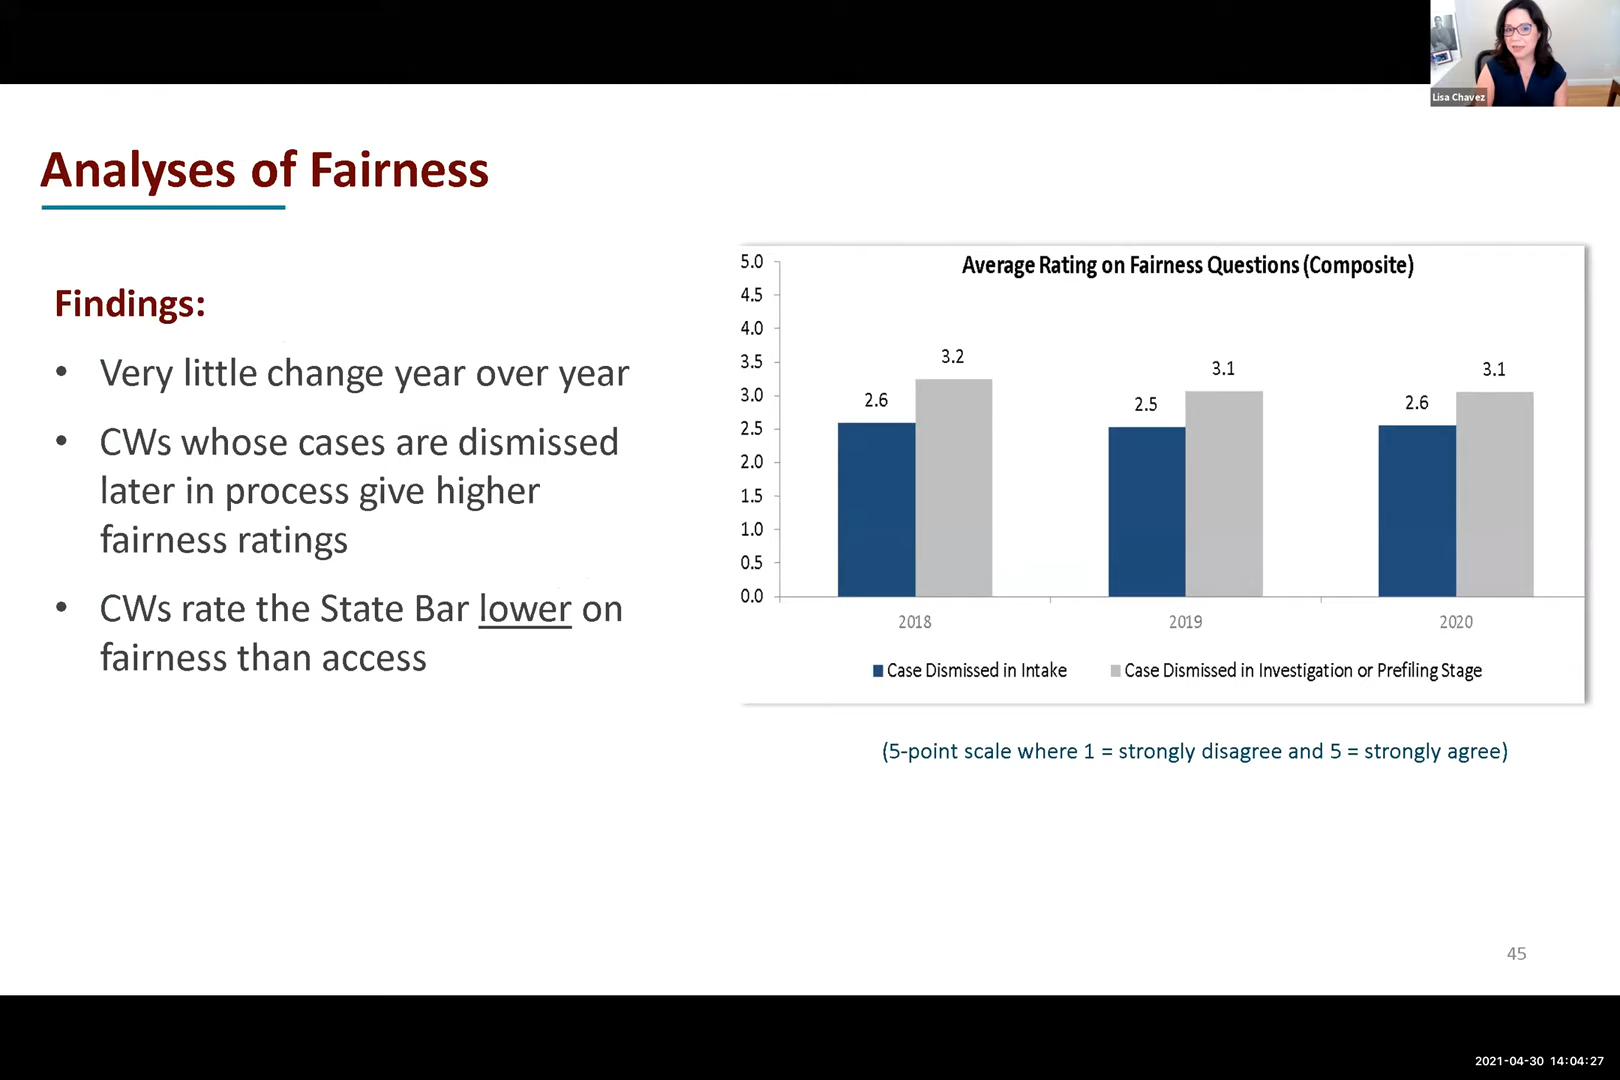 Lisa Chavez
Analyses of Fairness
Findings:
• Very little change year over year
• CWs whose cases are dismissed
later in process give higher
fairness ratings
• CWs rate the State Bar lower on
fairness than access
Average Rating on Fairness Questions (Composite)
5.0
4.5
4.0
3.5
3.0
2.5
2.0
1.5
1.0
0.5
0.0
2.6
3.2
2.5
3.1
2.6
3.1
2018
2019
2020
Case Dismissed in Intake
Case Dismissed in Investigation or Prefiling Stage
(5-point scale where 1 = strongly disagree and 5 = strongly agree)
45
2021-04-30 14:04:27